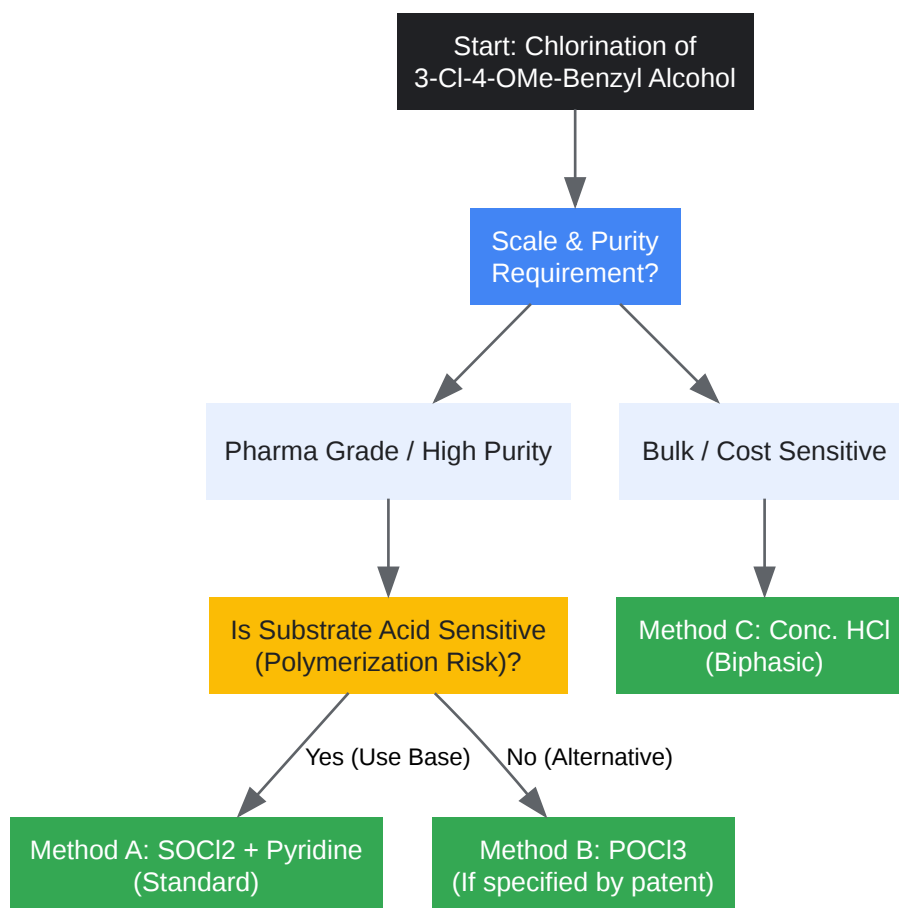 Start: Chlorination of
3-Cl-4-OMe-Benzyl Alcohol
Scale & Purity
Requirement?
Pharma Grade / High Purity
Bulk / Cost Sensitive
Is Substrate Acid Sensitive
(Polymerization Risk)?
Method C: Conc. HCl
(Biphasic)
Yes (Use Base)
No (Alternative)
Method A: SOCl2 + Pyridine
(Standard)
Method B: POCl3
(If specified by patent)